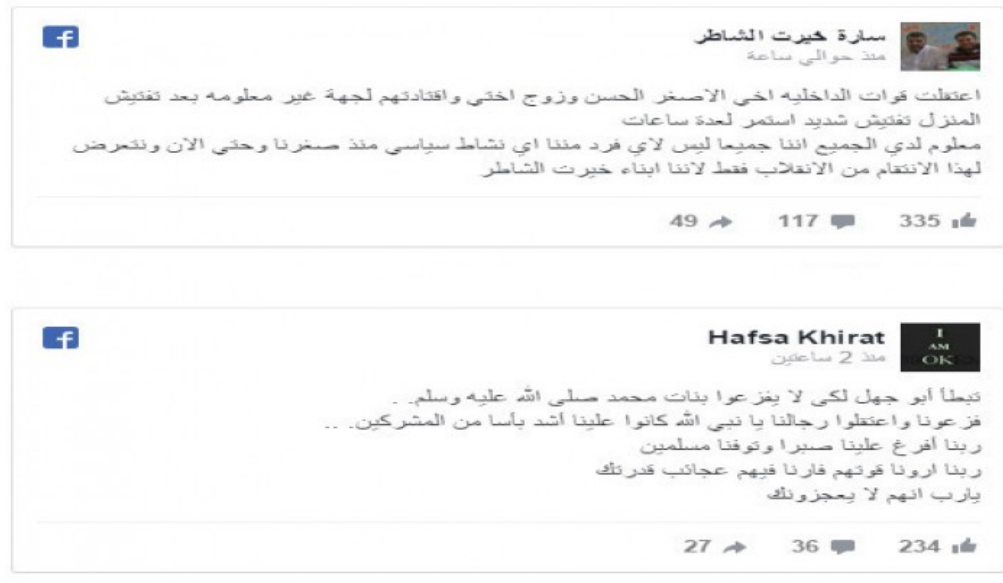 سارة خيرت الشاطر
منذ حوالي ساعة
اعتقلت قوات الداخليه اخي الاصغر الحسن وزوج اختي واقتادتهم لجهة غير معلومه بعد تفتيش
المنزل تفتيش شديد استمر لعدة ساعات
معلوم لدي الجميع اننا جميعا ليس لاي فرد مننا اي نشاط سياسي منذ صغرنا وحتي الان ونتعرض
لهذا الانتقام من الانقلاب فقط لاننا ابناء خيرت الشاطر
335 117 49
Hafsa Khirat
منذ 2 ساعتين
I
AM
OK
تبطأ أبو جهل لكى لا يفزعوا بنات محمد صلى الله عليه وسلم. .
فزعونا واعتقلوا رجالنا يا نبي الله كانوا علينا أشد بأسا من المشركين. ..
ربنا أفرغ علينا صبرا وتوفنا مسلمين
ربنا ارونا قوتهم فارنا فيهم عجائب قدرتك
يارب انهم لا يعجزونك
234 36 27